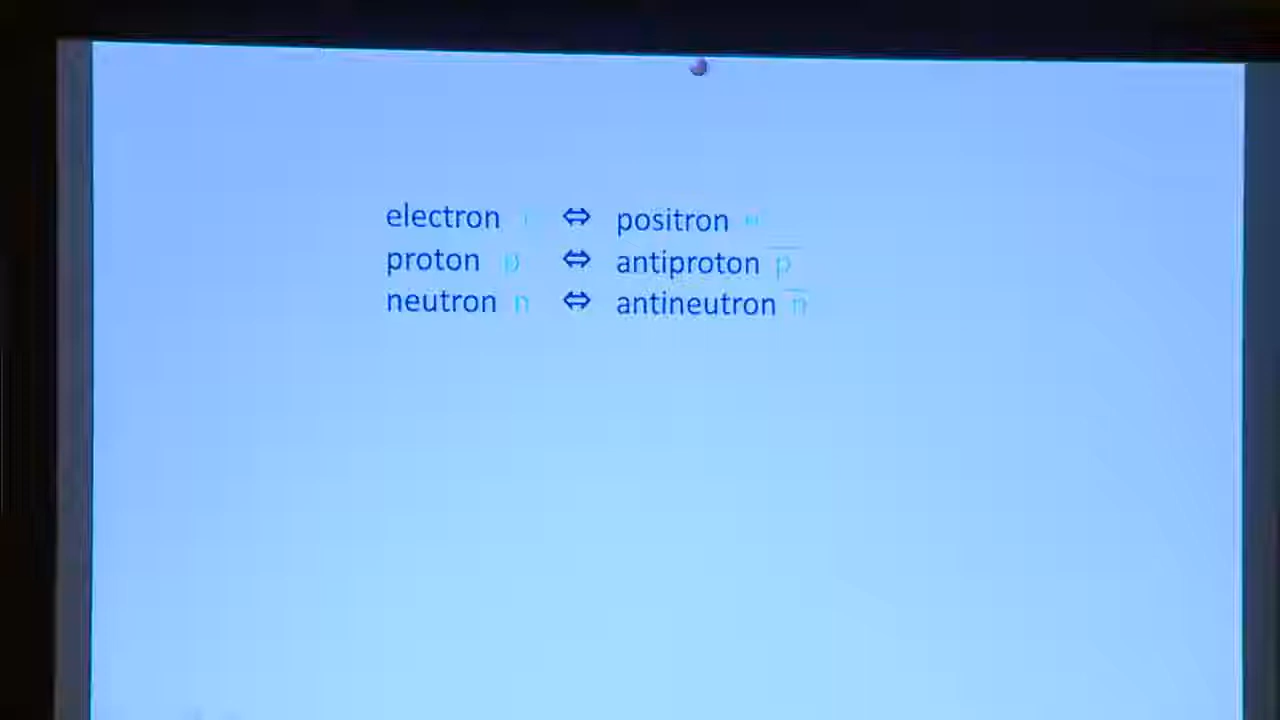 electron ⇔ positron
proton p ⇔ antiproton p̅
neutron n ⇔ antineutron n̅